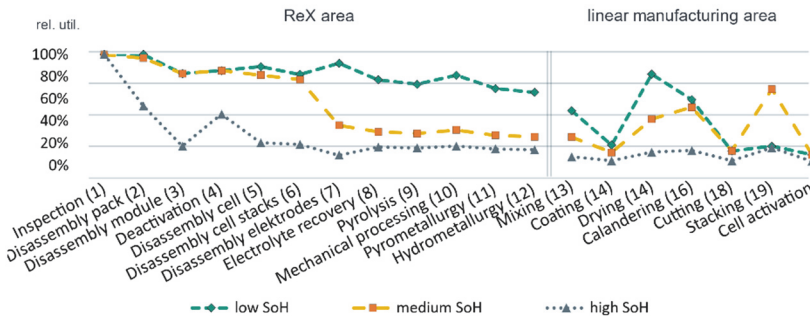 ReX area
linear manufacturing area
rel. util.
100%
80%
60%
40%
20%
0%
Inspection (1)
Disassembly pack (2)
Disassembly module (3)
Deactivation (4)
Disassembly cell (5)
Disassembly cell stacks (6)
Disassembly elektrodes (7)
Electrolyte recovery (8)
Pyrolysis (9)
Mechanical processing (10)
Pyrometallurgy (11)
Hydrometallurgy (12)
Mixing (13)
Coating (14)
Drying (14)
Calandering (16)
Cutting (18)
Stacking (19)
Cell activation
low SoH
medium SoH
high SoH